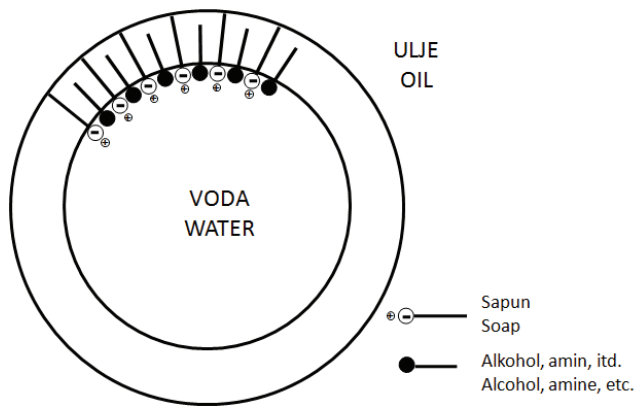 ULJE
OIL
VODA
WATER
Sapun
Soap
Alkohol, amin, itd.
Alcohol, amine, etc.